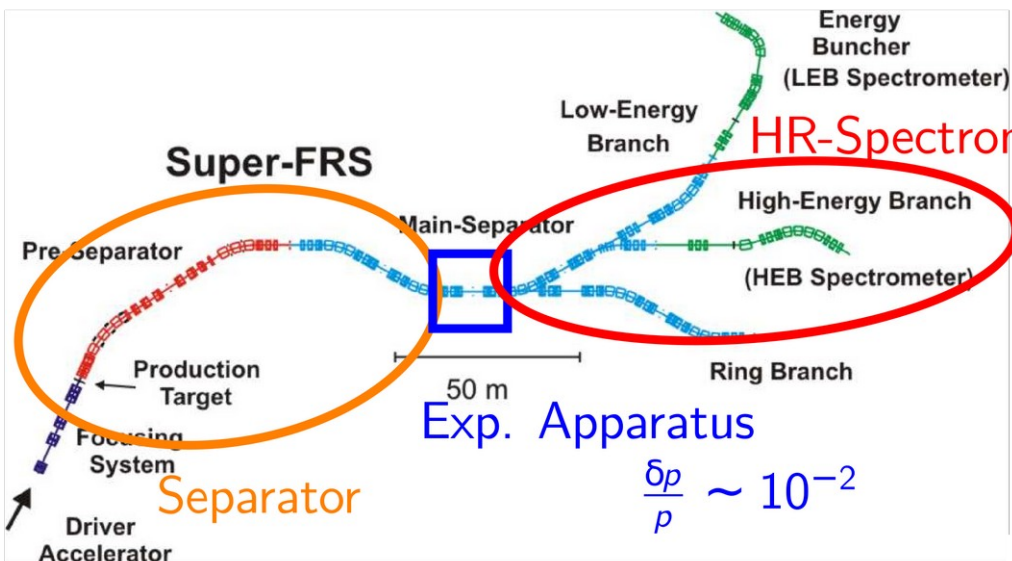 Energy
Buncher
(LEB Spectrometer)
Low-Energy
Branch
HR-Spectron
Super-FRS
High-Energy Branch
Main-Separator
Pre-Separator
(HEB Spectrometer)
Production
Target
50 m
Ring Branch
Exp. Apparatus
Focusing
System
Separator
δp/p ~ 10⁻²
Driver
Accelerator